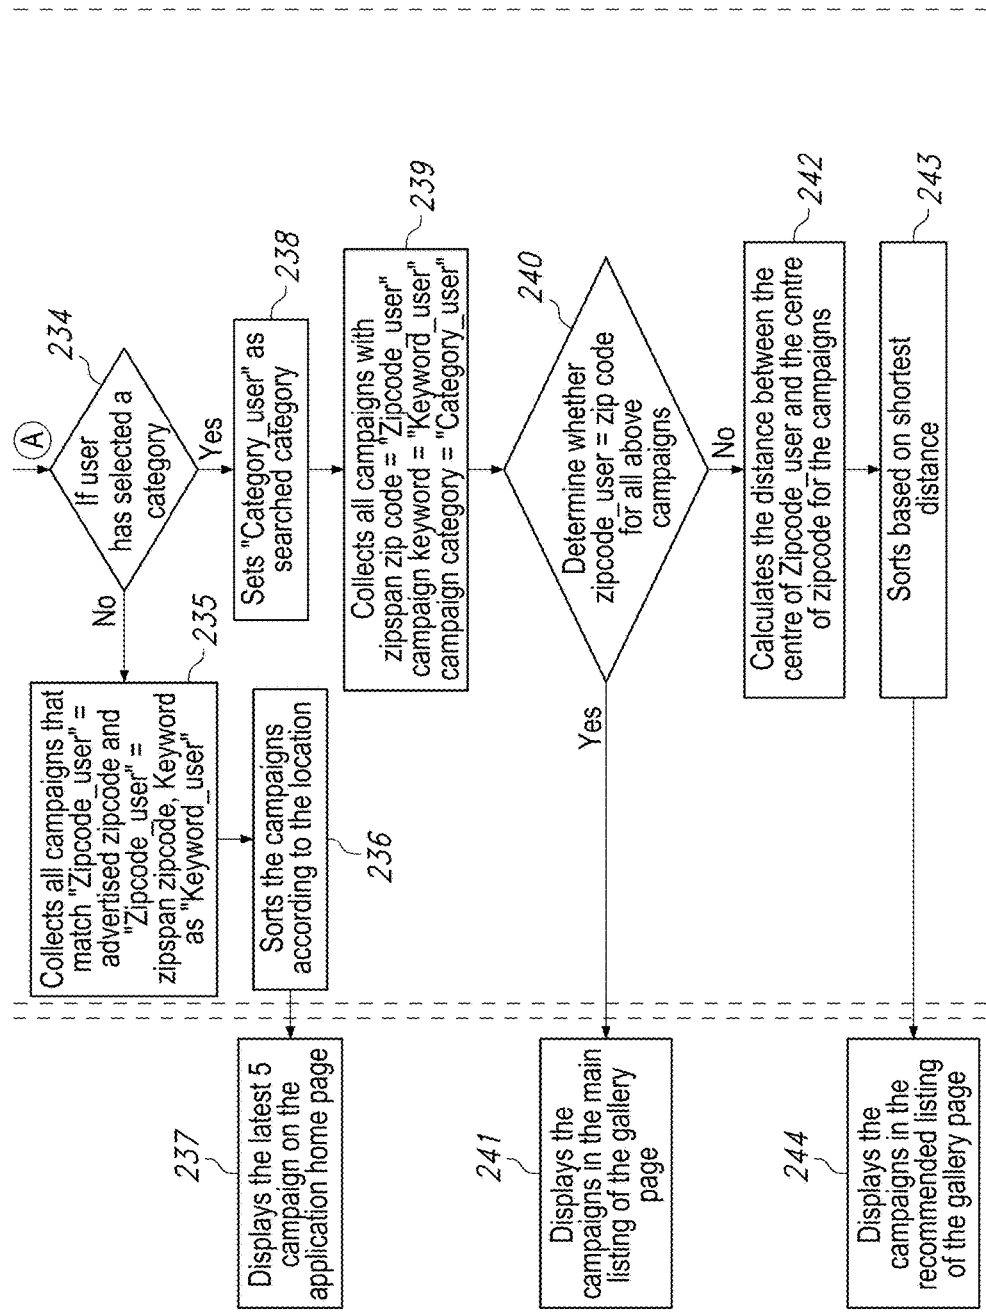 A
If user
has selected a
category
234
No
Yes
Collects all campaigns that
match "Zipcode_user" =
advertised zipcode and
"Zipcode_user" =
zipspan zipcode, Keyword
as "Keyword_user"
235
Sorts the campaigns
according to the location
236
Displays the latest 5
campaign on the
application home page
237
Sets "Category_user" as
searched category
238
Collects all campaigns with
zipspan zip code = "Zipcode_user"
campaign keyword = "Keyword_user"
campaign category = "Category_user"
239
Determine whether
zipcode_user = zip code
for all above
campaigns
240
Yes
No
Displays the
campaigns in the main
listing of the gallery
page
241
Calculates the distance between the
centre of Zipcode_user and the centre
of zipcode for the campaigns
242
Sorts based on shortest
distance
243
Displays the
campaigns in the
recommended listing
of the gallery page
244